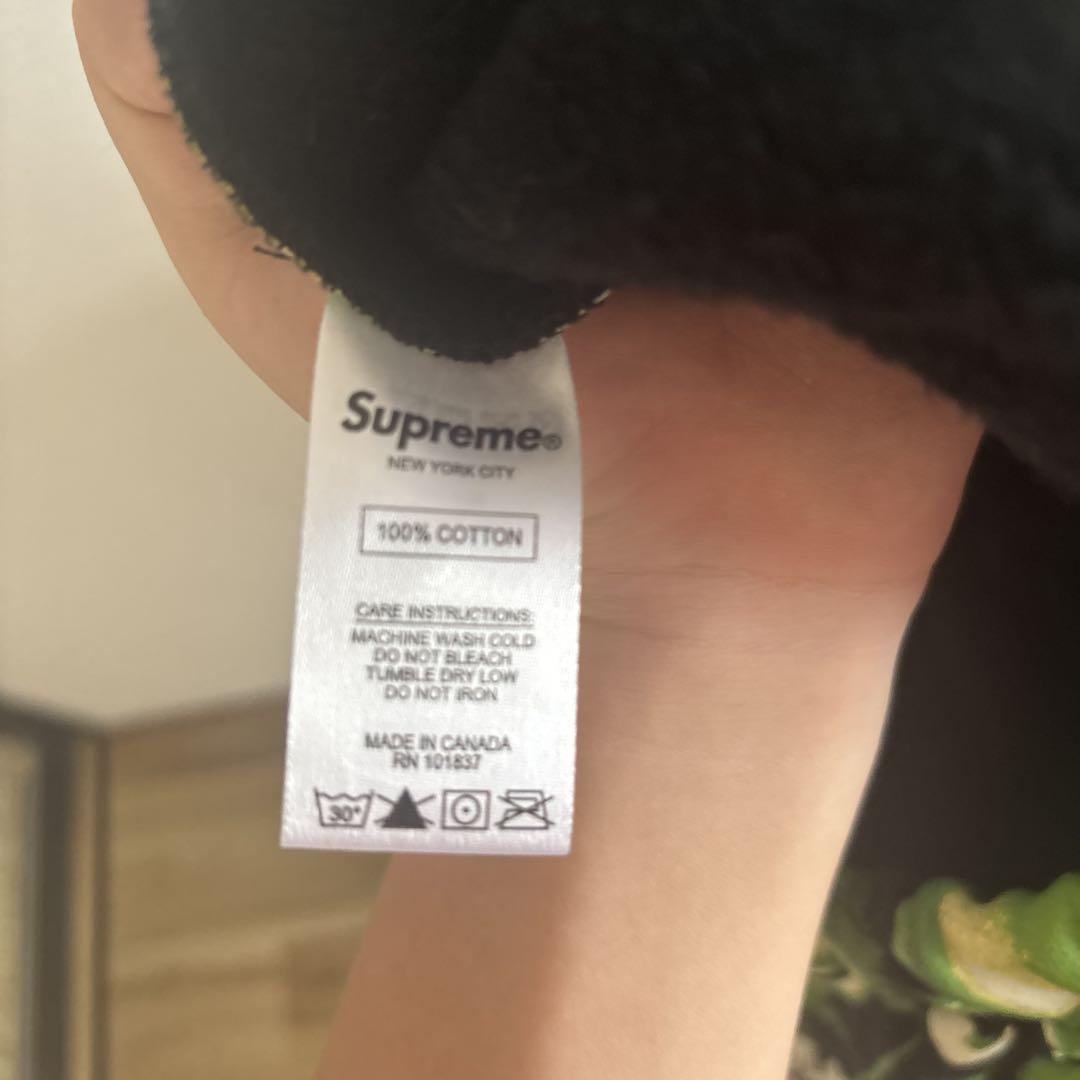 Supreme®
NEW YORK CITY
100% COTTON
CARE INSTRUCTIONS:
MACHINE WASH COLD
DO NOT BLEACH
TUMBLE DRY LOW
DO NOT IRON
MADE IN CANADA
RN 101837
30°